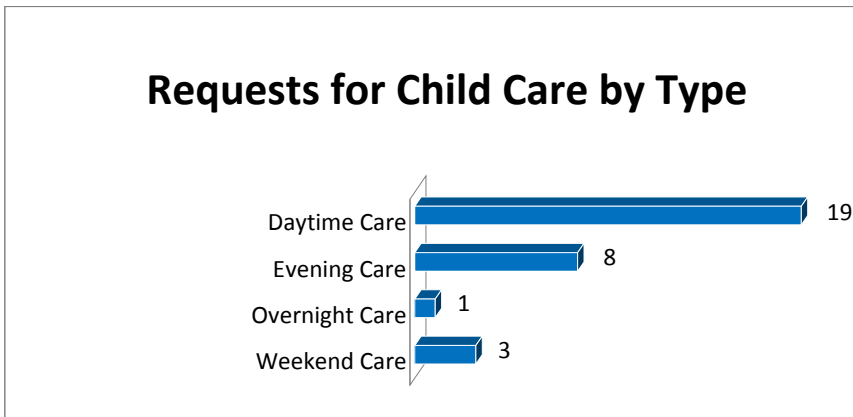 Requests for Child Care by Type
Daytime Care 19
Evening Care 8
Overnight Care 1
Weekend Care 3